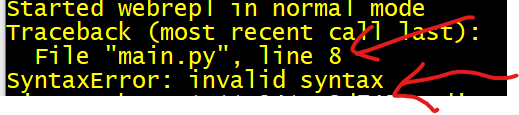 Started webrepl in normal mode
Traceback (most recent call last):
  File "main.py", line 8
SyntaxError: invalid syntax